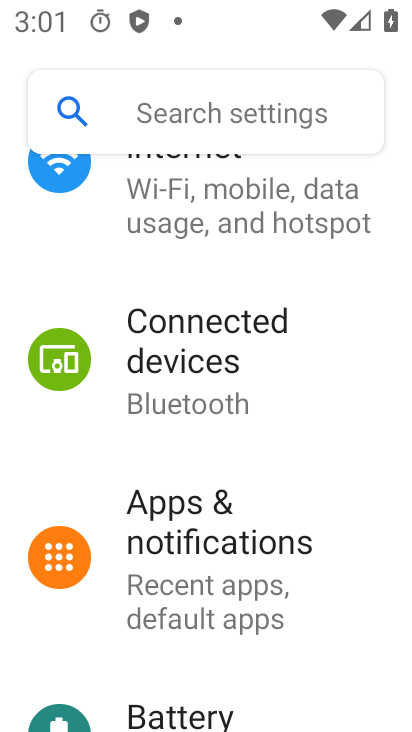 3:01
Search settings
Internet
Wi-Fi, mobile, data
usage, and hotspot
Connected
devices
Bluetooth
Apps &
notifications
Recent apps,
default apps
Battery